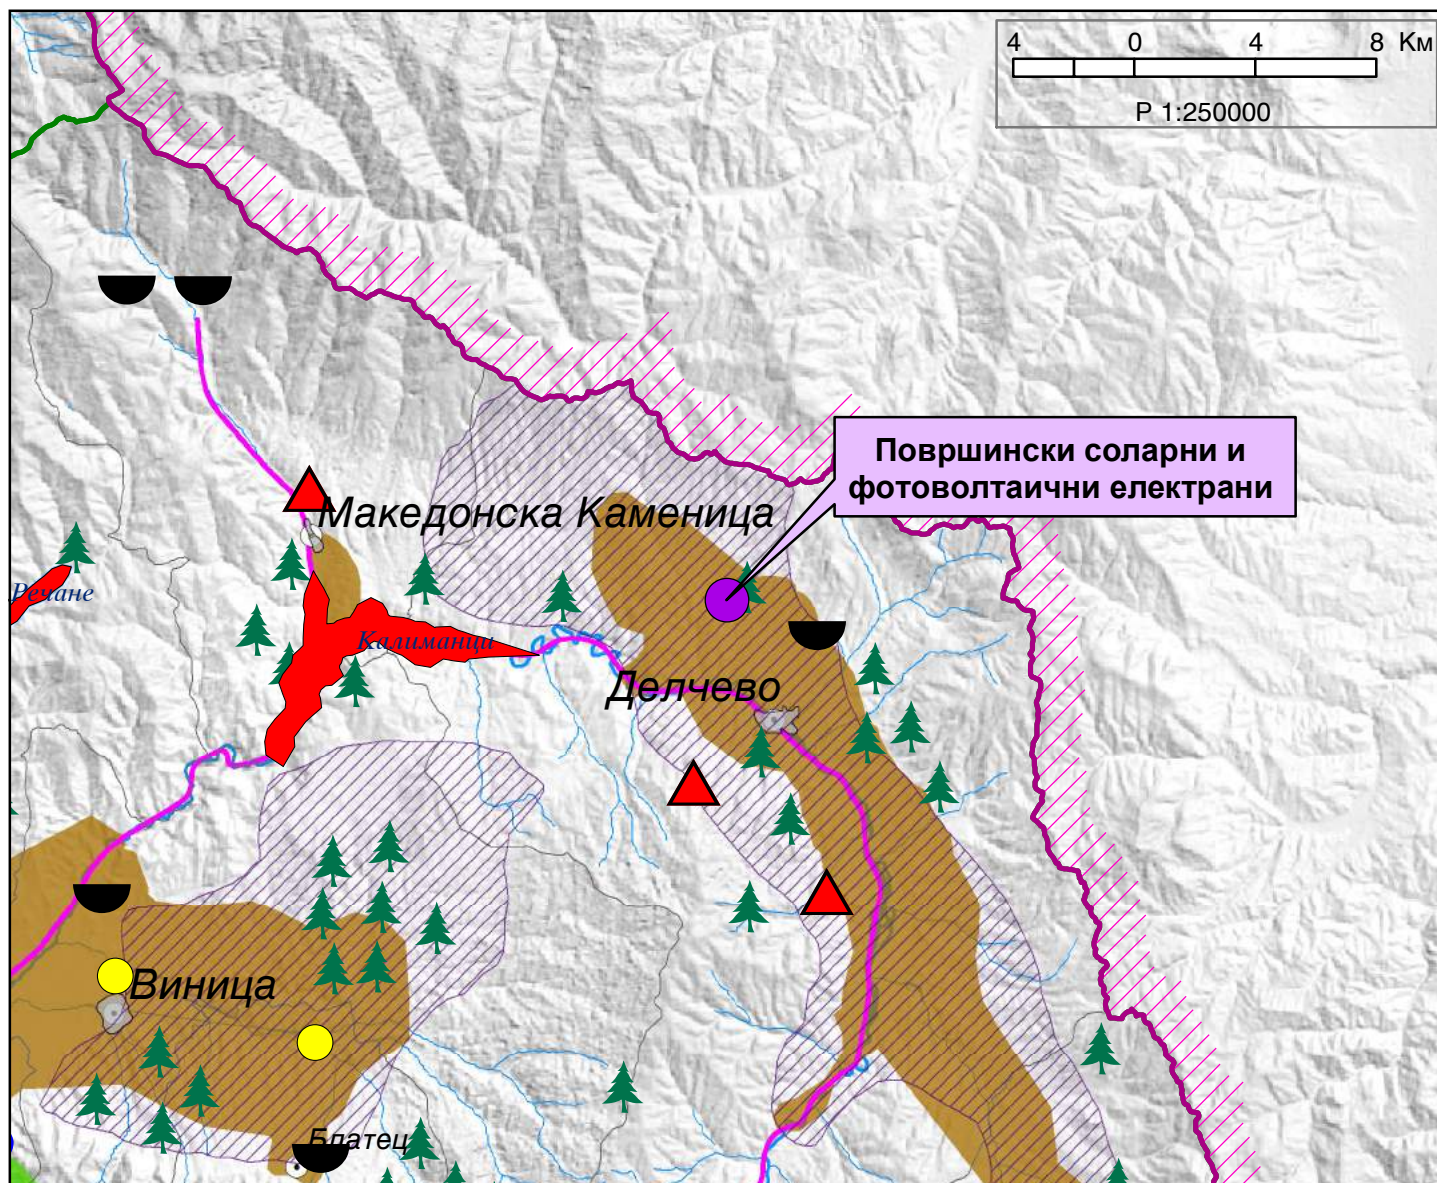 4 0 4 8 Км
Р 1:250000
Површински соларни и
фотоволтаични електрани
Македонска Каменица
Речане
Калиманци
Делчево
Виница
Блатец